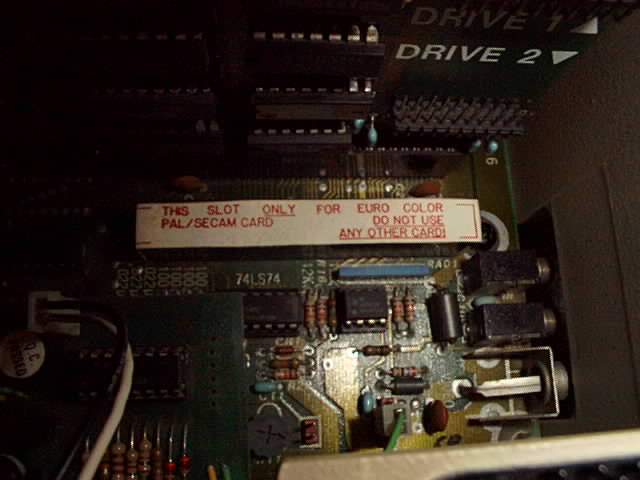 DRIVE 1
DRIVE 2
6
THIS SLOT ONLY FOR EURO COLOR
PAL/SECAM CARD DO NOT USE
ANY OTHER CARD!
74LS74